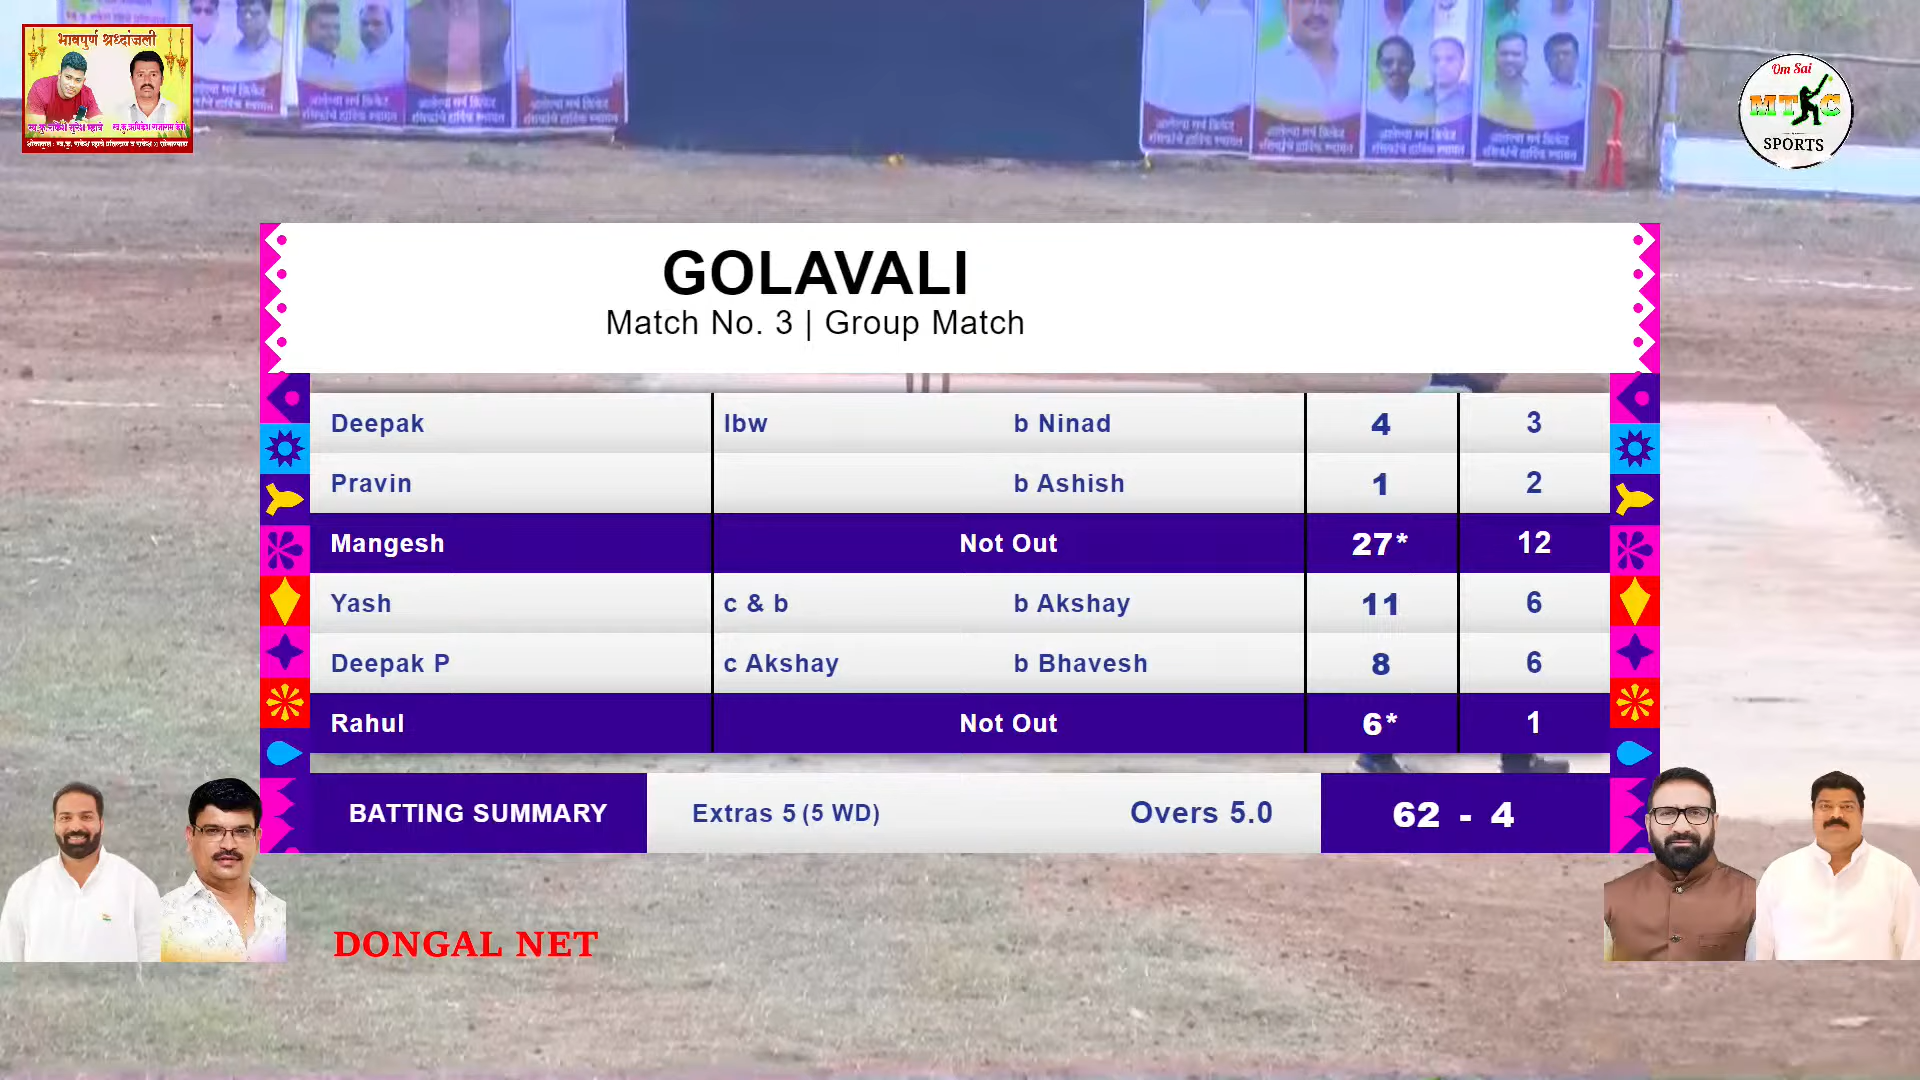 भावपुर्ण श्रध्दांजली
Om Sai
MTC
SPORTS
GOLAVALI
Match No. 3 | Group Match
Deepak lbw b Ninad 4 3
Pravin b Ashish 1 2
Mangesh Not Out 27* 12
Yash c & b b Akshay 11 6
Deepak P c Akshay b Bhavesh 8 6
Rahul Not Out 6* 1
BATTING SUMMARY Extras 5 (5 WD) Overs 5.0 62 - 4
DONGAL NET